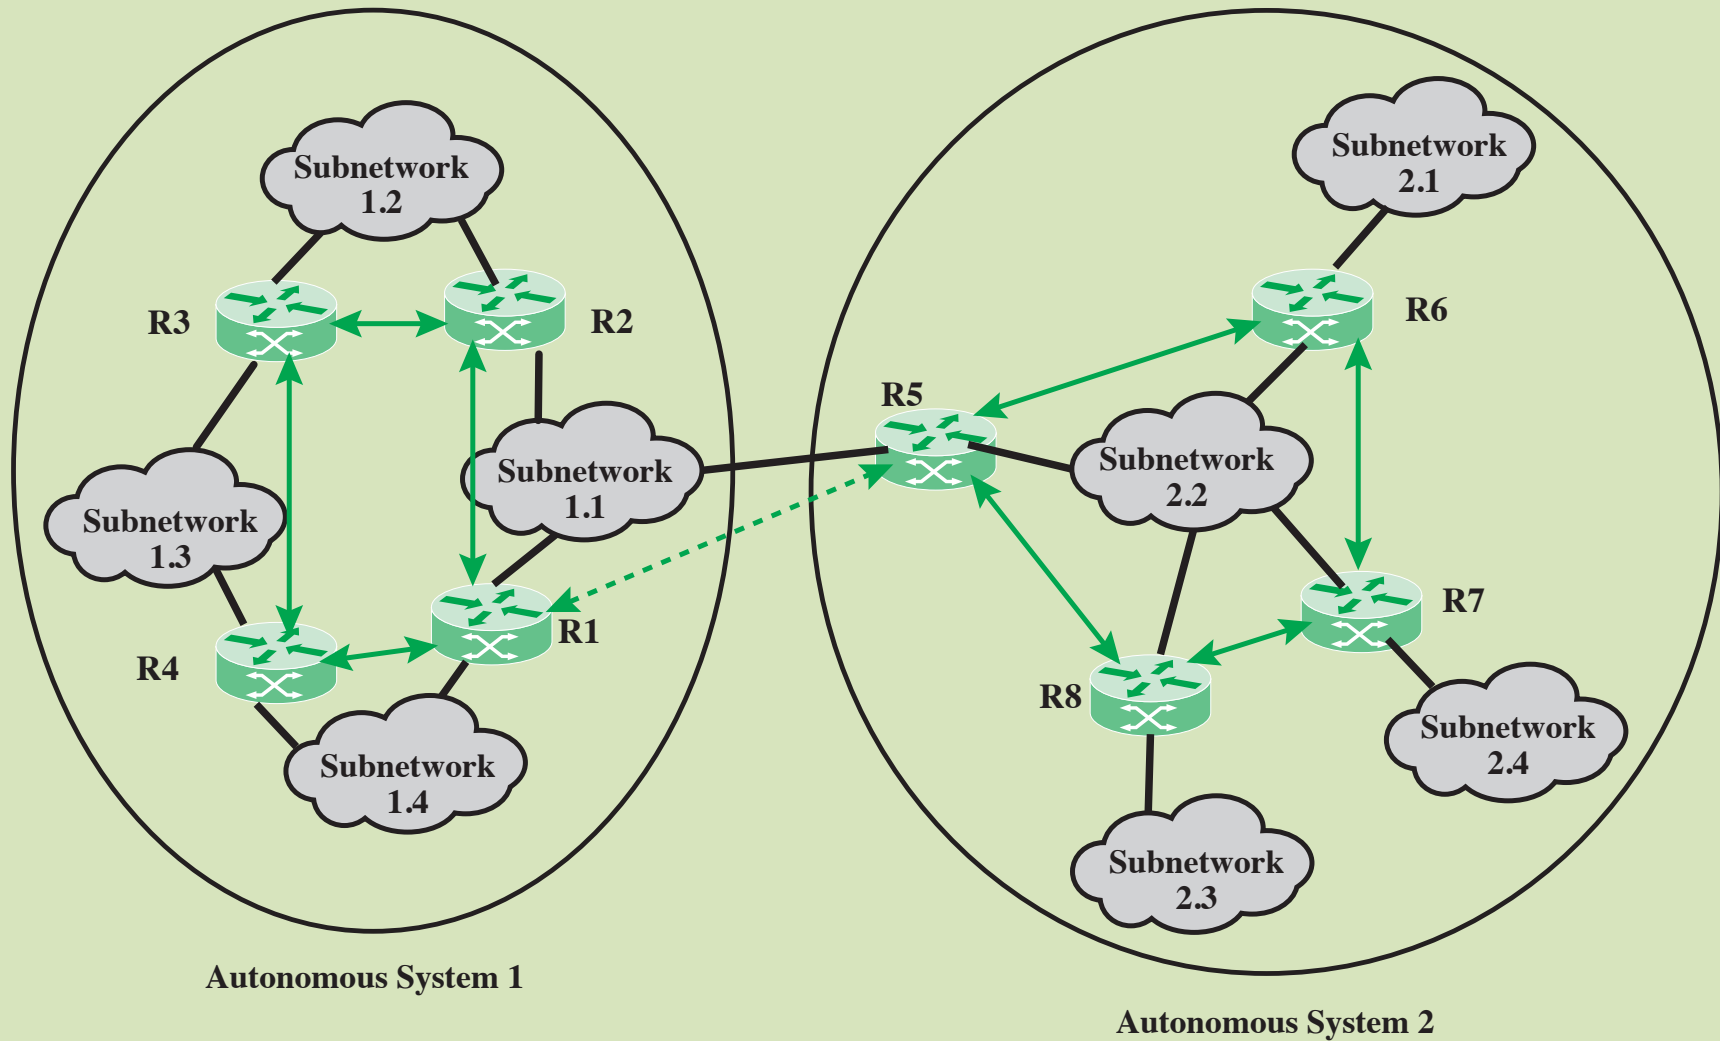 Subnetwork
1.2
R3
R2
Subnetwork
1.1
Subnetwork
1.3
R4
R1
Subnetwork
1.4
Autonomous System 1
Subnetwork
2.1
R6
R5
Subnetwork
2.2
R7
R8
Subnetwork
2.4
Subnetwork
2.3
Autonomous System 2